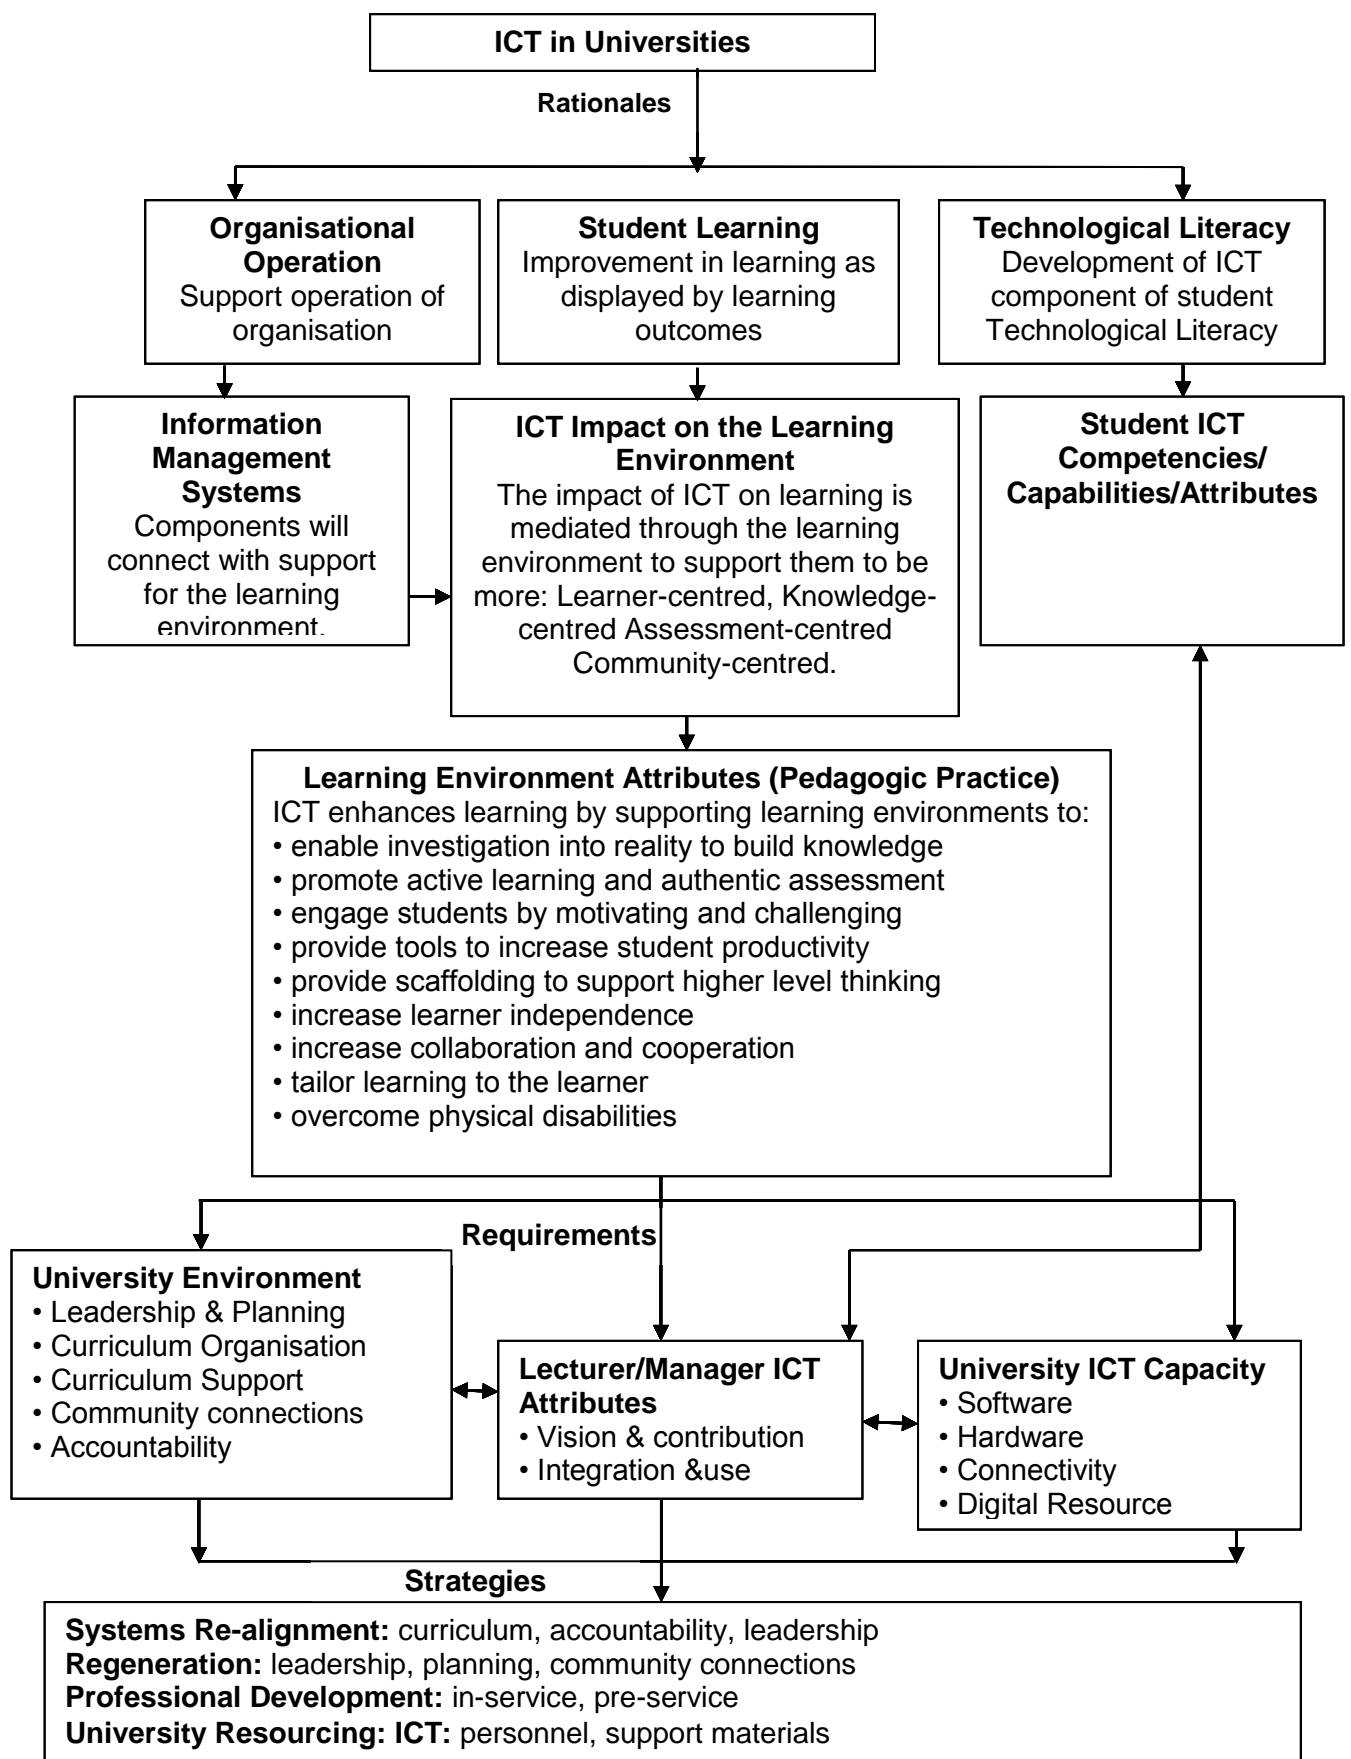 ICT in Universities
Rationales
Organisational
Operation
Support operation of
organisation
Student Learning
Improvement in learning as
displayed by learning
outcomes
Technological Literacy
Development of ICT
component of student
Technological Literacy
Information
Management
Systems
Components will
connect with support
for the learning
environment.
ICT Impact on the Learning
Environment
The impact of ICT on learning is
mediated through the learning
environment to support them to be
more: Learner-centred, Knowledge-
centred Assessment-centred
Community-centred.
Student ICT
Competencies/
Capabilities/Attributes
Learning Environment Attributes (Pedagogic Practice)
ICT enhances learning by supporting learning environments to:
• enable investigation into reality to build knowledge
• promote active learning and authentic assessment
• engage students by motivating and challenging
• provide tools to increase student productivity
• provide scaffolding to support higher level thinking
• increase learner independence
• increase collaboration and cooperation
• tailor learning to the learner
• overcome physical disabilities
Requirements
University Environment
• Leadership & Planning
• Curriculum Organisation
• Curriculum Support
• Community connections
• Accountability
Lecturer/Manager ICT
Attributes
• Vision & contribution
• Integration &use
University ICT Capacity
• Software
• Hardware
• Connectivity
• Digital Resource
Strategies
Systems Re-alignment: curriculum, accountability, leadership
Regeneration: leadership, planning, community connections
Professional Development: in-service, pre-service
University Resourcing: ICT: personnel, support materials